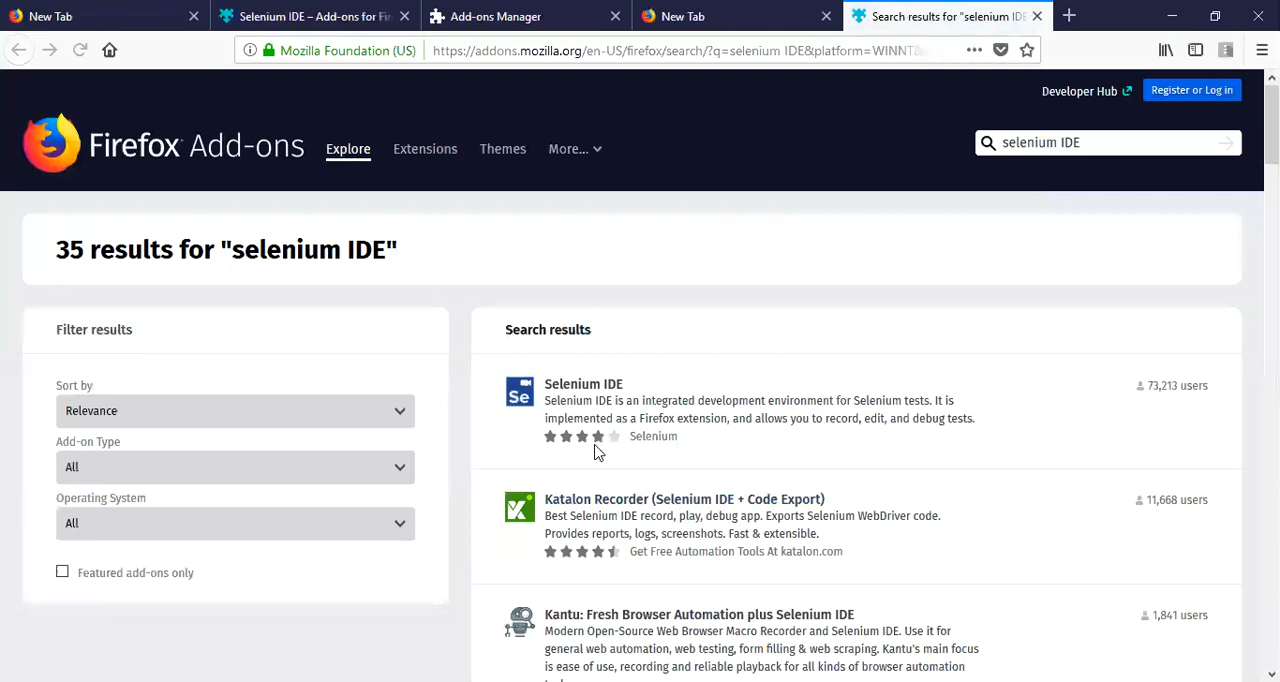 New Tab
Selenium IDE – Add-ons for Fi
Add-ons Manager
New Tab
Search results for "selenium IDE
Mozilla Foundation (US)
https://addons.mozilla.org/en-US/firefox/search/?q=selenium IDE&platform=WINNT&
Developer Hub
Register or Log in
Firefox Add-ons
Explore
Extensions
Themes
More...
selenium IDE
35 results for "selenium IDE"
Filter results
Sort by
Relevance
Add-on Type
All
Operating System
All
Featured add-ons only
Search results
Se
Selenium IDE
73,213 users
Selenium IDE is an integrated development environment for Selenium tests. It is
implemented as a Firefox extension, and allows you to record, edit, and debug tests.
Selenium
Katalon Recorder (Selenium IDE + Code Export)
11,668 users
Best Selenium IDE record, play, debug app. Exports Selenium WebDriver code.
Provides reports, logs, screenshots. Fast & extensible.
Get Free Automation Tools At katalon.com
Kantu: Fresh Browser Automation plus Selenium IDE
1,841 users
Modern Open-Source Web Browser Macro Recorder and Selenium IDE. Use it for
general web automation, web testing, form filling & web scraping. Kantu's main focus
is ease of use, recording and reliable playback for all kinds of browser automation